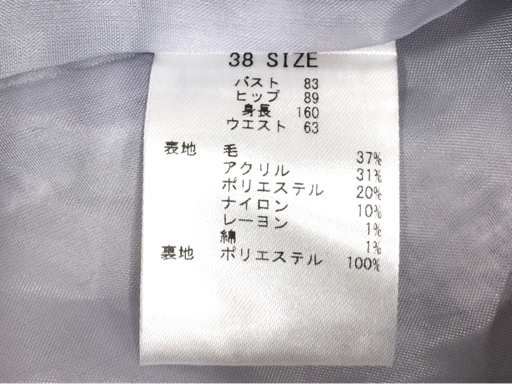 38 SIZE
バスト 83
ヒップ 89
身長 160
ウエスト 63
表地 毛 37%
アクリル 31%
ポリエステル 20%
ナイロン 10%
レーヨン 1%
綿 1%
裏地 ポリエステル 100%